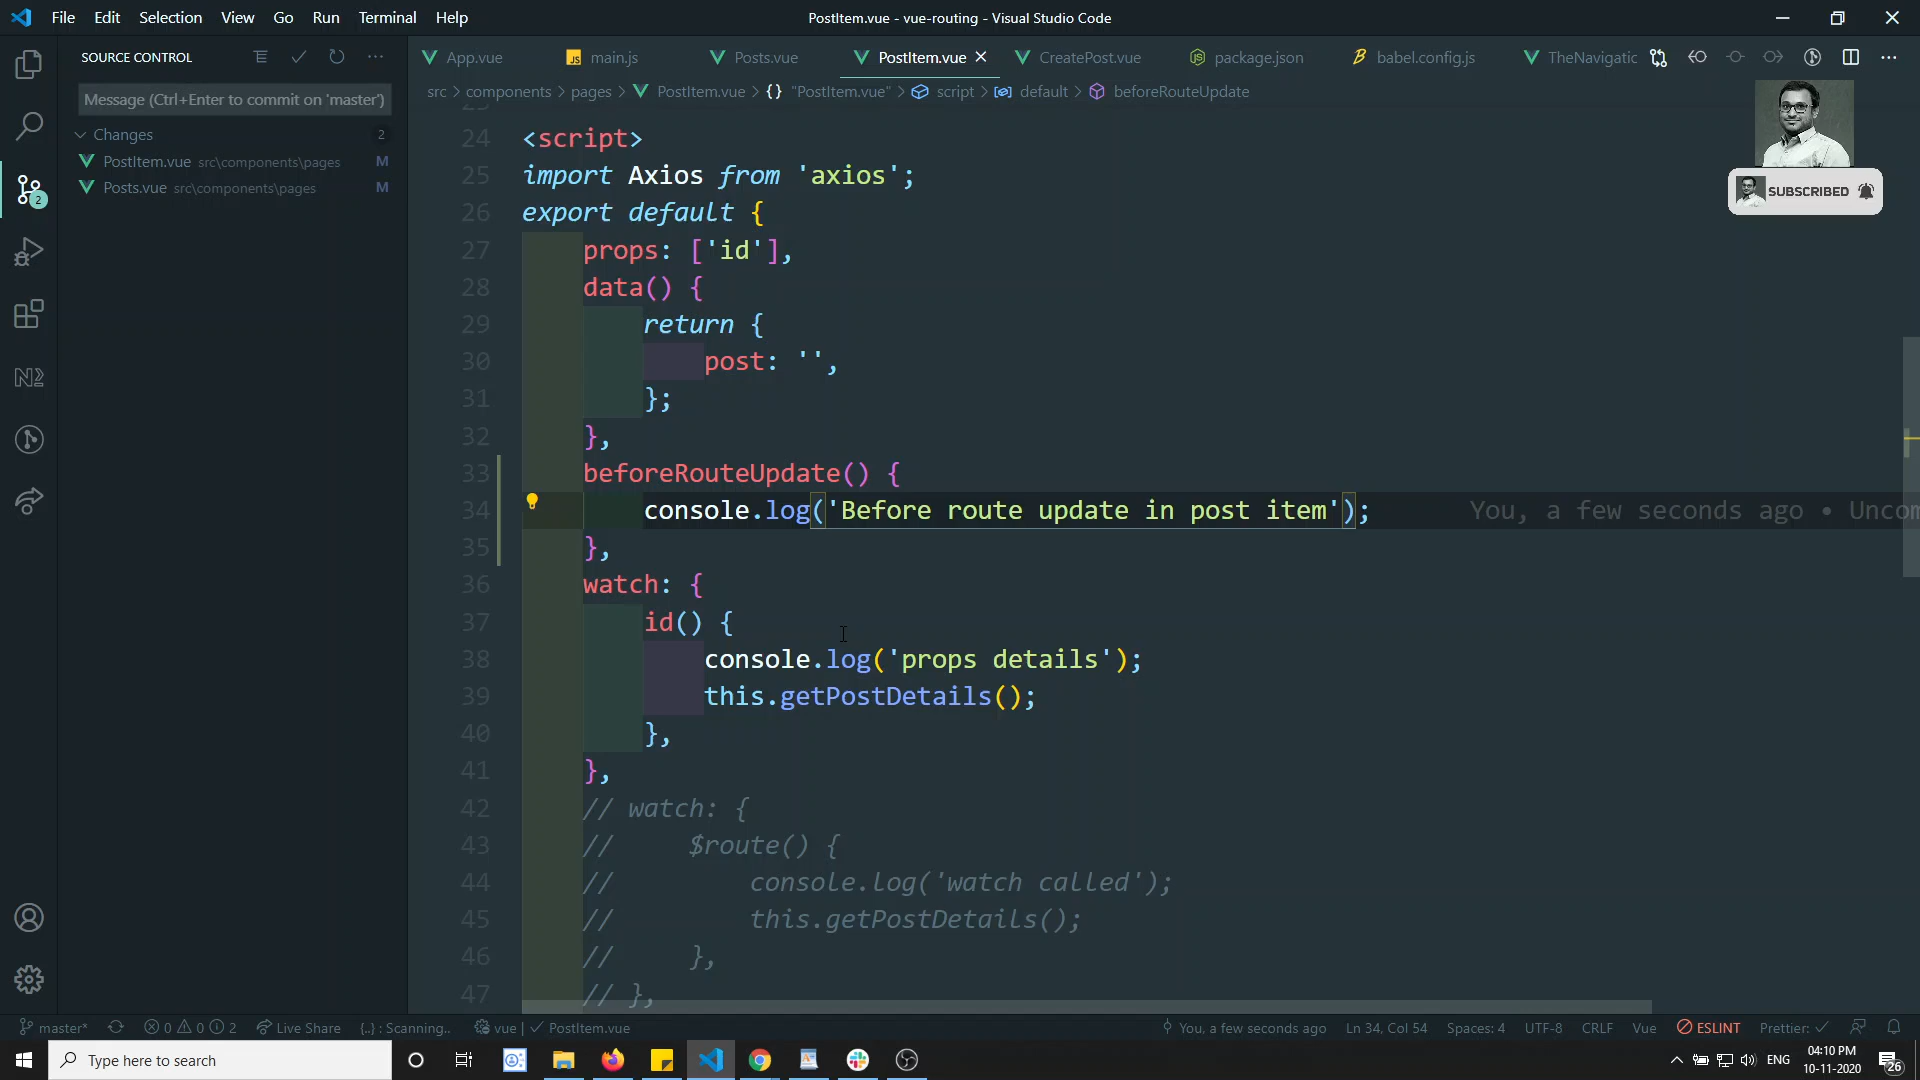 File Edit Selection View Go Run Terminal Help
PostItem.vue - vue-routing - Visual Studio Code
SOURCE CONTROL
App.vue
main.js
Posts.vue
PostItem.vue
CreatePost.vue
package.json
babel.config.js
TheNavigatic
Message (Ctrl+Enter to commit on 'master')
src > components > pages > PostItem.vue > {} "PostItem.vue" > script > default > beforeRouteUpdate
Changes 2
PostItem.vue src\components\pages M
Posts.vue src\components\pages M
2
SUBSCRIBED
24 <script>
25 import Axios from 'axios';
26 export default {
27 props: ['id'],
28 data() {
29 return {
30 post: '',
31 };
32 },
33 beforeRouteUpdate() {
34 console.log('Before route update in post item'); You, a few seconds ago • Uncom
35 },
36 watch: {
37 id() {
38 console.log('props details');
39 this.getPostDetails();
40 },
41 },
42 // watch: {
43 // $route() {
44 // console.log('watch called');
45 // this.getPostDetails();
46 // },
47 // },
master* 0 0 2 Live Share {..} : Scanning.. vue | PostItem.vue You, a few seconds ago Ln 34, Col 54 Spaces: 4 UTF-8 CRLF Vue ESLINT Prettier: ✓
Type here to search
ENG
04:10 PM
10-11-2020
26